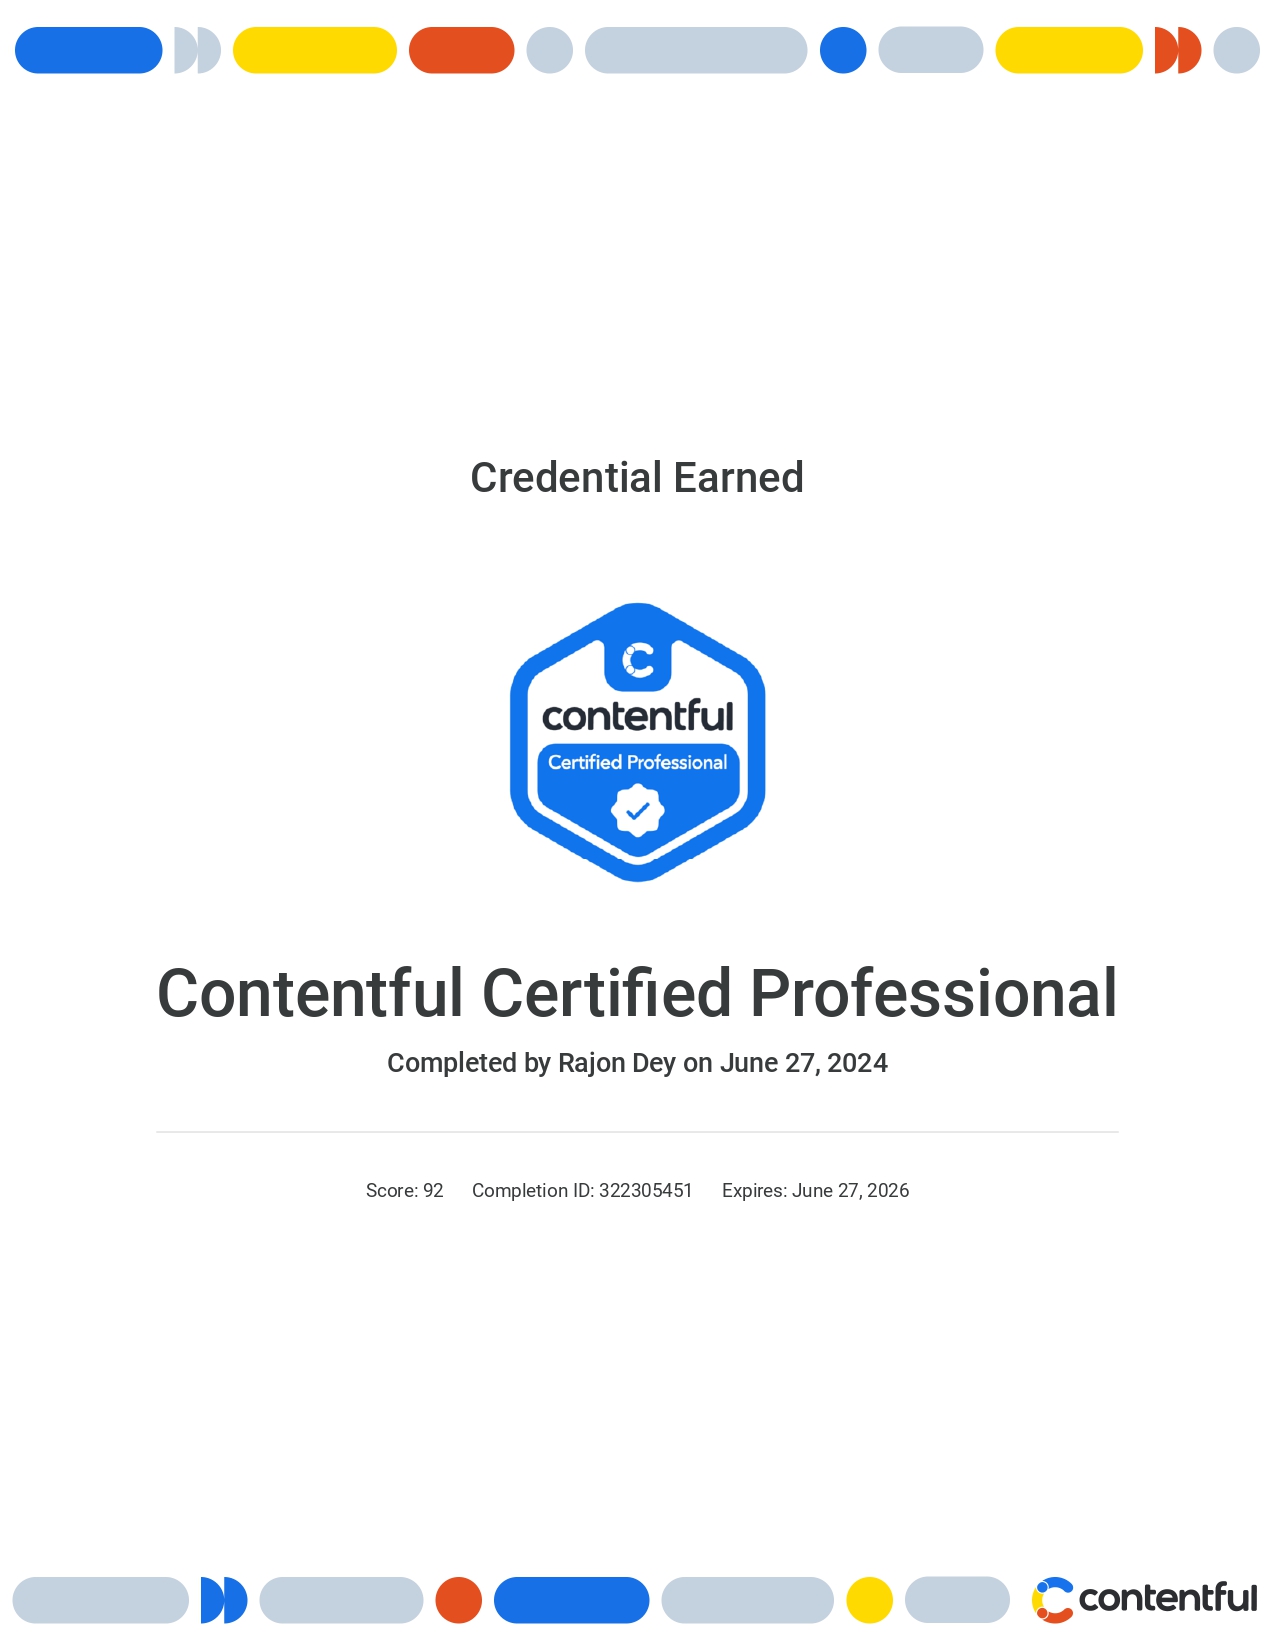 Credential Earned
contentful
Certified Professional
Contentful Certified Professional
Completed by Rajon Dey on June 27, 2024
Score: 92 Completion ID: 322305451 Expires: June 27, 2026
contentful